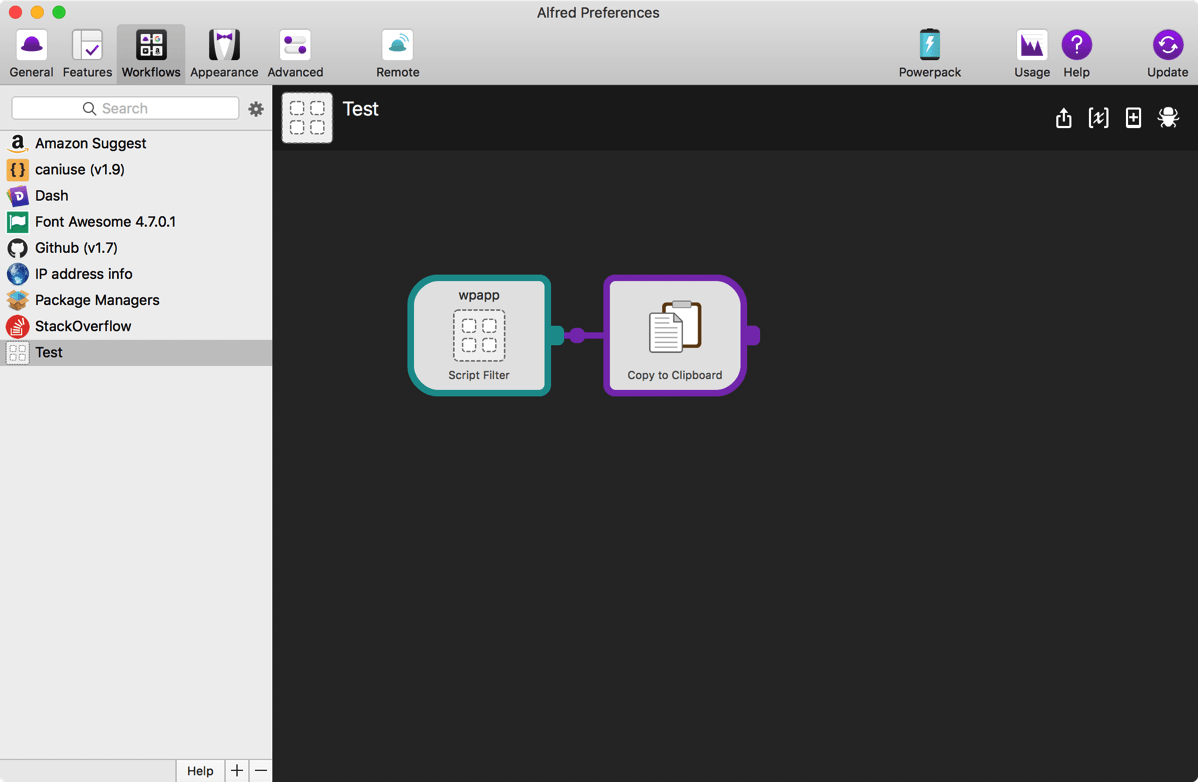 Alfred Preferences
General Features Workflows Appearance Advanced Remote Powerpack Usage Help Update
Search
Test
Amazon Suggest
caniuse (v1.9)
Dash
Font Awesome 4.7.0.1
Github (v1.7)
IP address info
Package Managers
StackOverflow
Test
wpapp
Script Filter
Copy to Clipboard
Help